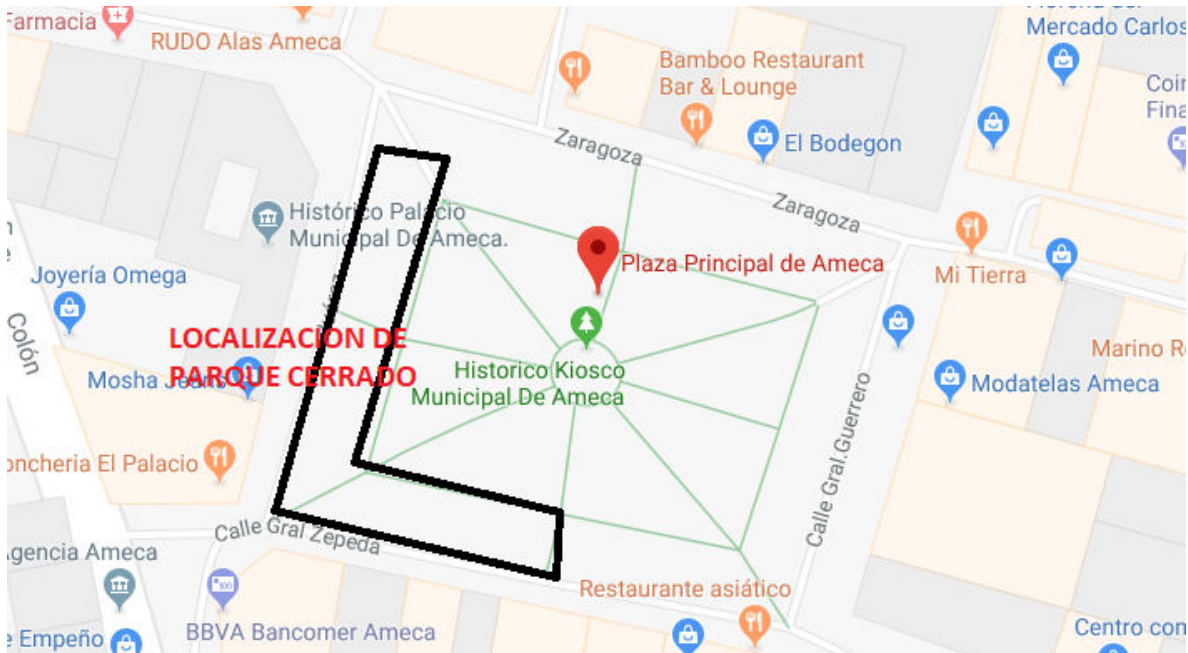 Farmacia
RUDO Alas Ameca
Mercado Carlos
Bamboo Restaurant
Bar & Lounge
Zaragoza
El Bodegon
Zaragoza
Histórico Palacio
Municipal De Ameca.
Plaza Principal de Ameca
Mi Tierra
Joyería Omega
Colón
LOCALIZACION DE
PARQUE CERRADO
Mosha Jeans
Historico Kiosco
Municipal De Ameca
Marino R
Modatelas Ameca
Calle Gral.Guerrero
oncheria El Palacio
Calle Gral Zepeda
Agencia Ameca
Restaurante asiático
BBVA Bancomer Ameca
e Empeño
Centro con